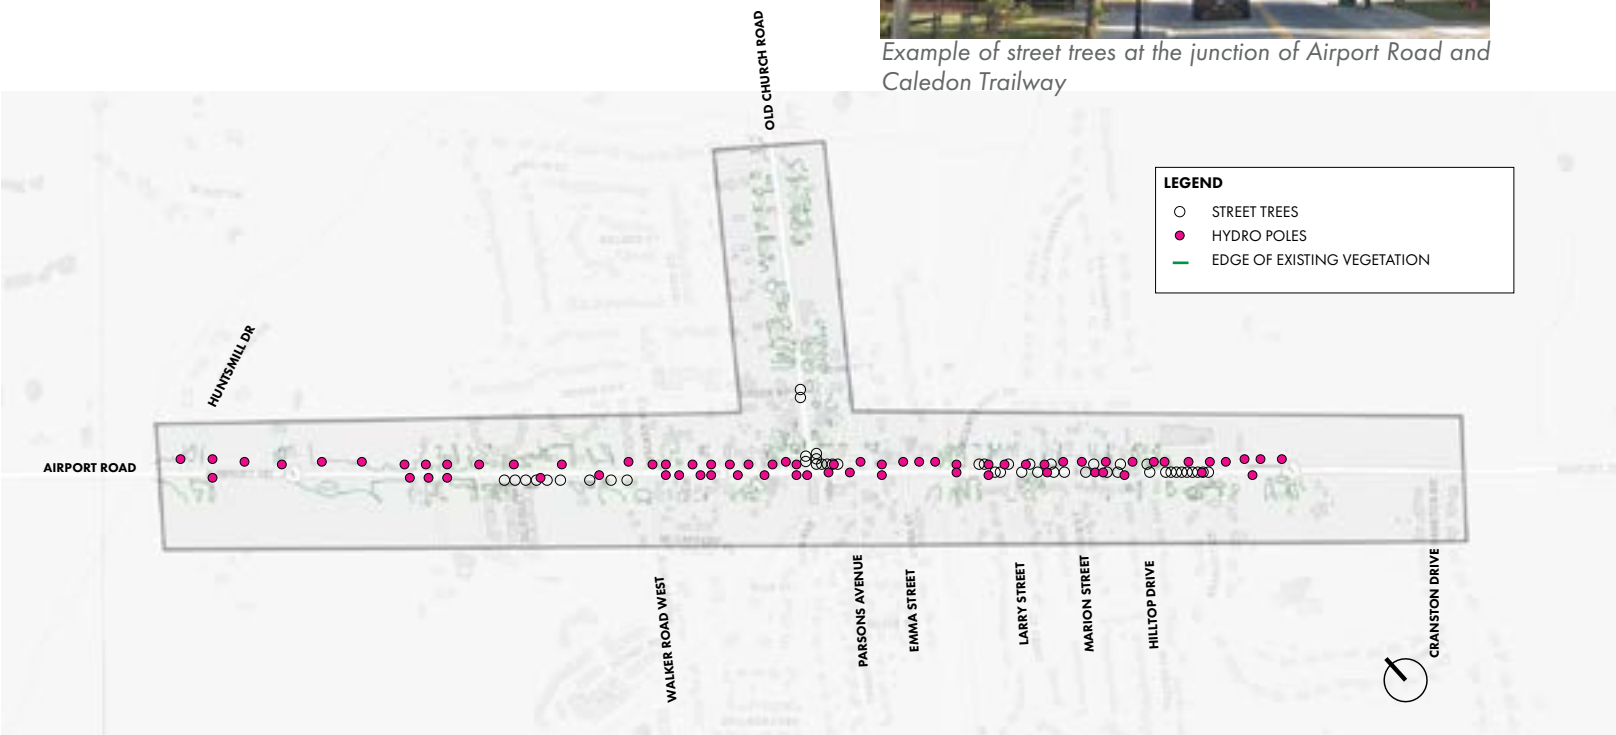 Example of street trees at the junction of Airport Road and
Caledon Trailway
OLD CHURCH ROAD
LEGEND
STREET TREES
HYDRO POLES
EDGE OF EXISTING VEGETATION
HUNTSMILL DR
AIRPORT ROAD
WALKER ROAD WEST
PARSONS AVENUE
EMMA STREET
LARRY STREET
MARION STREET
HILLTOP DRIVE
CRANSTON DRIVE